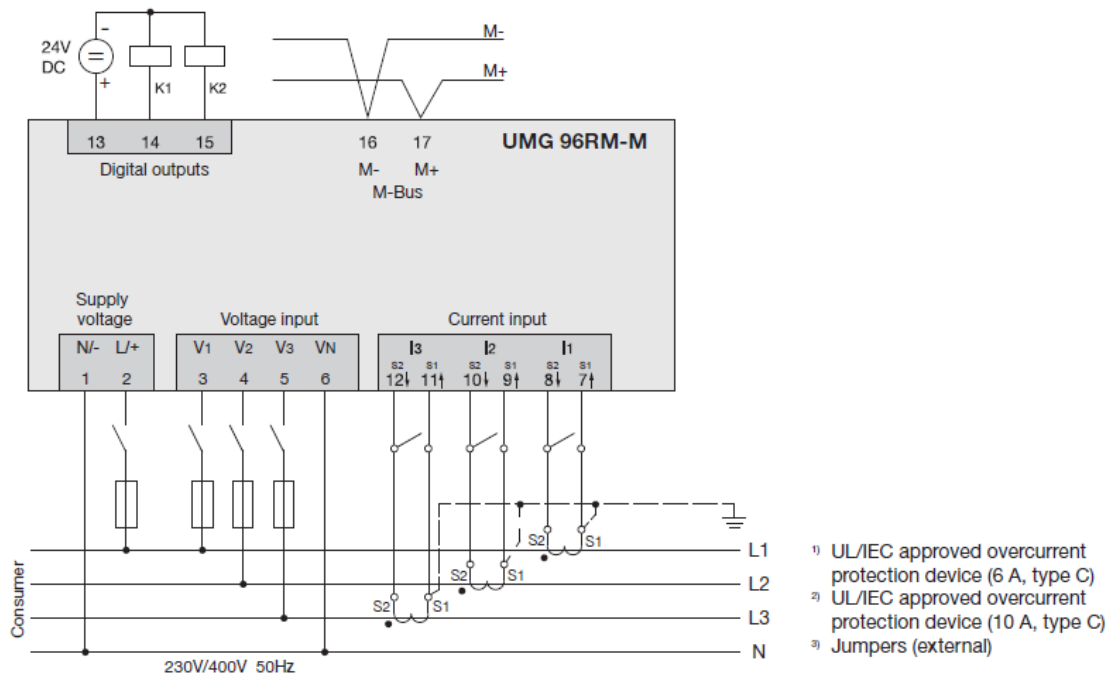 24V
DC
-
=
+
K1
K2
M-
M+
13 14 15
16 17
UMG 96RM-M
Digital outputs
M- M+
M-Bus
Supply
voltage
Voltage input
Current input
N/- L/+
V1 V2 V3 VN
I3 I2 I1
S2 S1 S2 S1 S2 S1
1 2 3 4 5 6 12 11 10 9 8 7
S2 S1
S2 S1
S2 S1
L1
L2
L3
N
Consumer
230V/400V 50Hz
1) UL/IEC approved overcurrent
protection device (6 A, type C)
2) UL/IEC approved overcurrent
protection device (10 A, type C)
3) Jumpers (external)